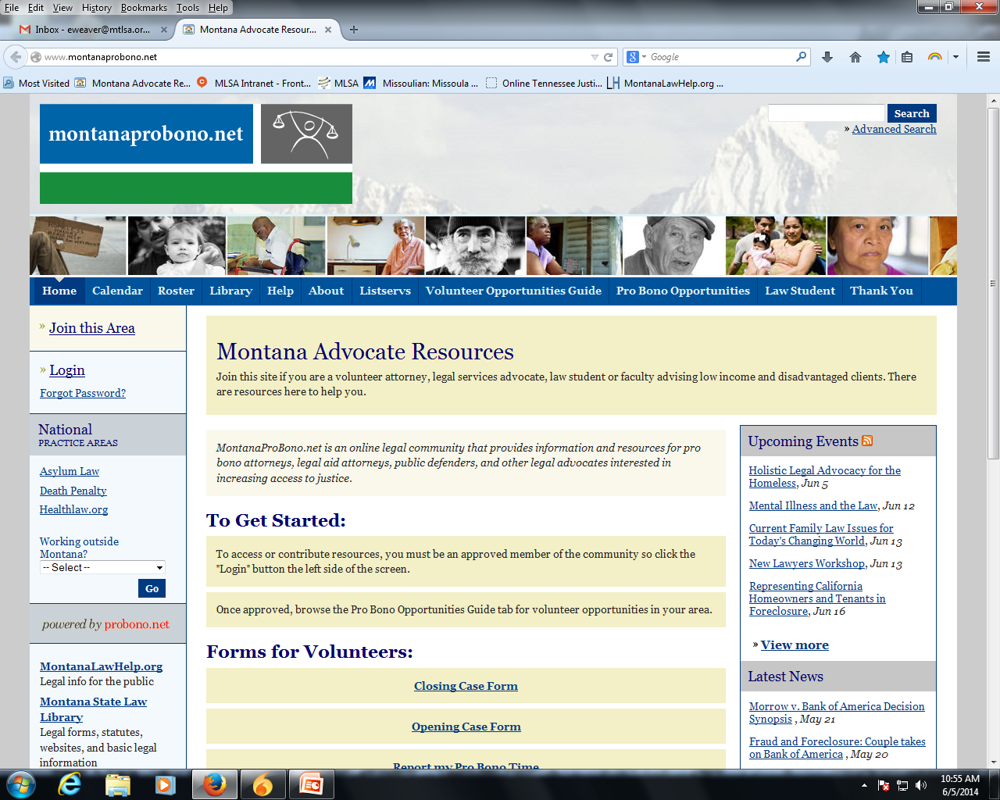 File Edit View History Bookmarks Tools Help
Inbox - eweaver@mtlsa.or...
Montana Advocate Resour...
www.montanaprobono.net
Google
Most Visited Montana Advocate Re... MLSA Intranet - Front... MLSA Missoulian: Missoula ... Online Tennessee Justi... MontanaLawHelp.org ...
montanaprobono.net
Search
» Advanced Search
Home Calendar Roster Library Help About Listservs Volunteer Opportunities Guide Pro Bono Opportunities Law Student Thank You
» Join this Area
» Login
Forgot Password?
National
PRACTICE AREAS
Asylum Law
Death Penalty
Healthlaw.org
Working outside
Montana?
-- Select --
Go
powered by probono.net
MontanaLawHelp.org
Legal info for the public
Montana State Law
Library
Legal forms, statutes,
websites, and basic legal
information
Montana Advocate Resources
Join this site if you are a volunteer attorney, legal services advocate, law student or faculty advising low income and disadvantaged clients. There
are resources here to help you.
MontanaProBono.net is an online legal community that provides information and resources for pro
bono attorneys, legal aid attorneys, public defenders, and other legal advocates interested in
increasing access to justice.
To Get Started:
To access or contribute resources, you must be an approved member of the community so click the
"Login" button the left side of the screen.
Once approved, browse the Pro Bono Opportunities Guide tab for volunteer opportunities in your area.
Forms for Volunteers:
Closing Case Form
Opening Case Form
Report my Pro Bono Time
Upcoming Events
Holistic Legal Advocacy for the
Homeless, Jun 5
Mental Illness and the Law, Jun 12
Current Family Law Issues for
Today's Changing World, Jun 13
New Lawyers Workshop, Jun 13
Representing California
Homeowners and Tenants in
Foreclosure, Jun 16
» View more
Latest News
Morrow v. Bank of America Decision
Synopsis , May 21
Fraud and Foreclosure: Couple takes
on Bank of America , May 20
10:55 AM
6/5/2014